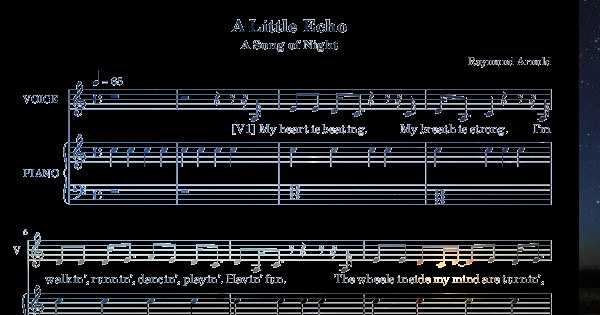 A Little Echo
A Song of Night
Raymond Arnold
= 65
VOICE
[V1] My heart is beating, My breath is strong, I'm
PIANO
6
V
walkin', runnin', dancin', playin', Havin' fun, The wheels inside my mind are turnin',